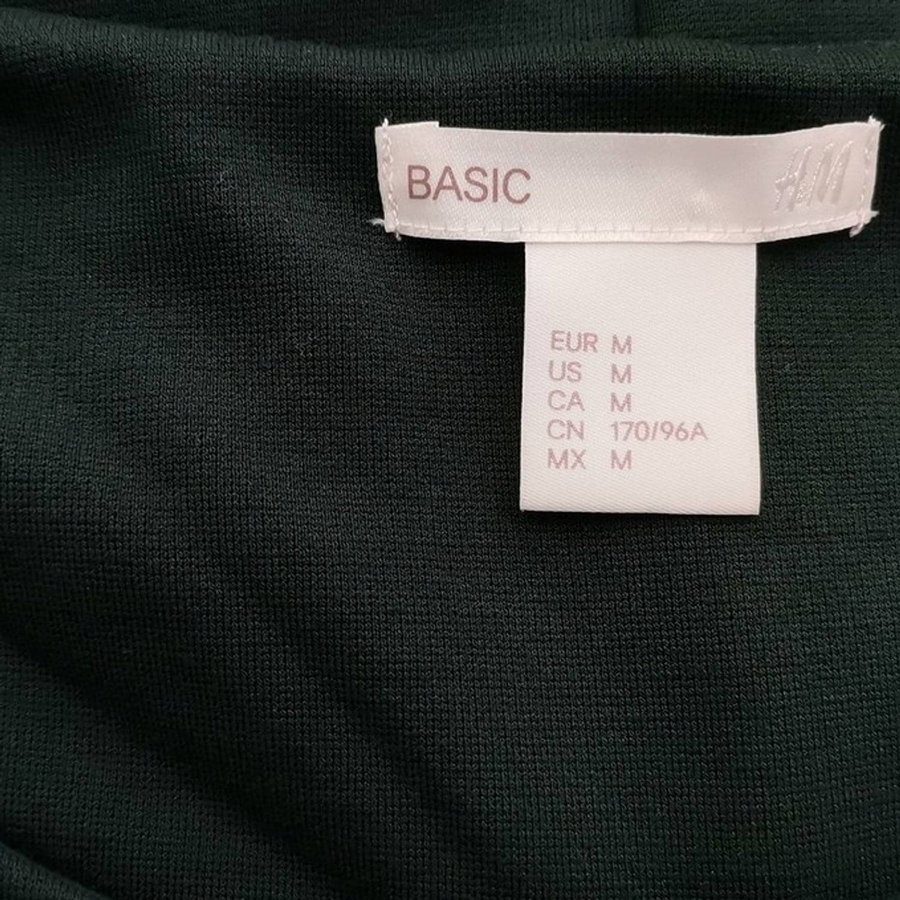 BASIC H&M
EUR M
US M
CA M
CN 170/96A
MX M